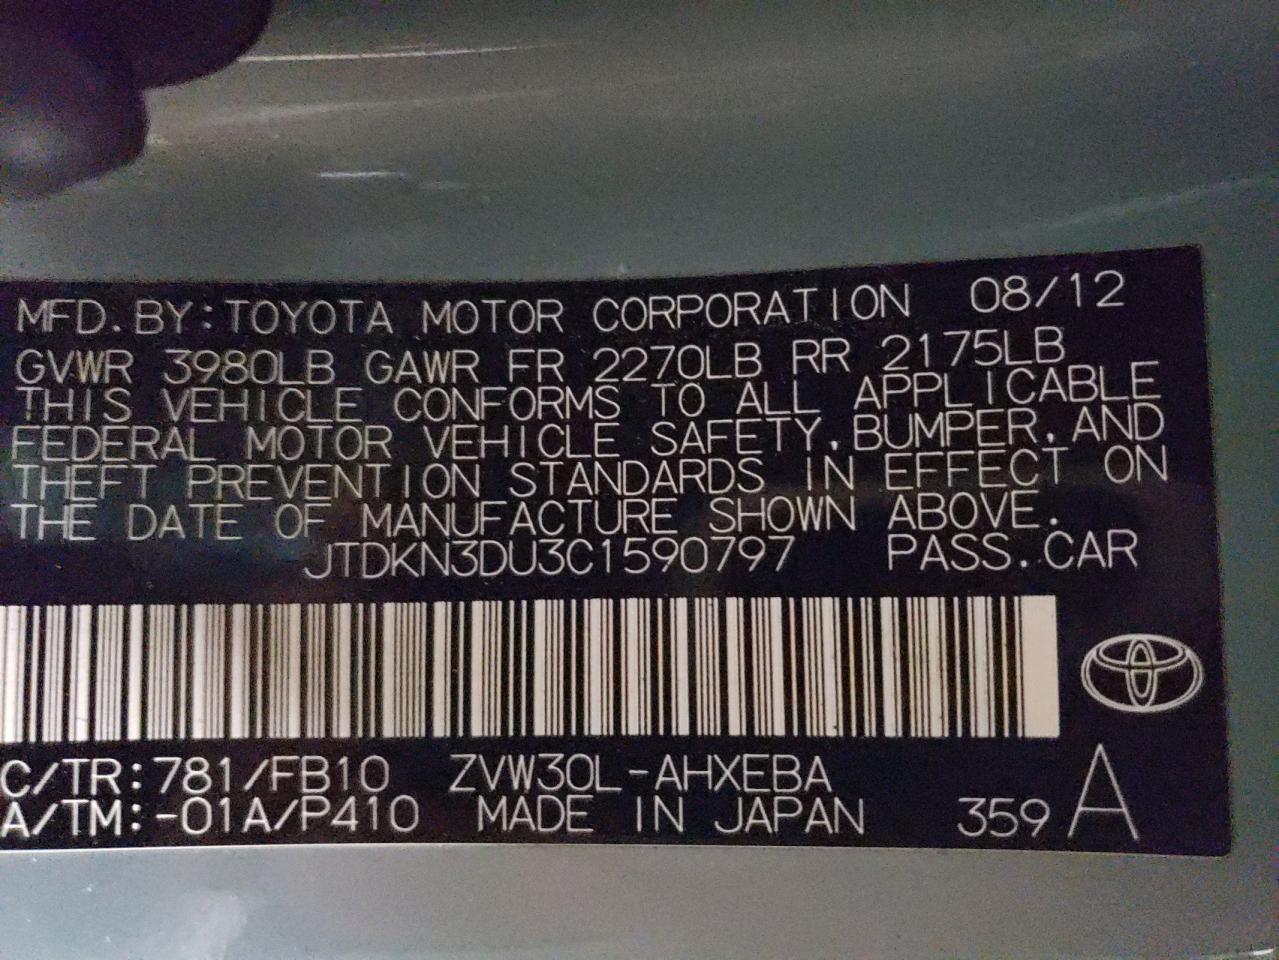 MFD. BY: TOYOTA MOTOR CORPORATION 08/12
GVWR 3980LB GAWR FR 2270LB RR 2175LB
THIS VEHICLE CONFORMS TO ALL APPLICABLE
FEDERAL MOTOR VEHICLE SAFETY, BUMPER, AND
THEFT PREVENTION STANDARDS IN EFFECT ON
THE DATE OF MANUFACTURE SHOWN ABOVE.
JTDKN3DU3C1590797 PASS. CAR
C/TR: 781/FB10 ZVW30L-AHXEBA
A/TM: -01A/P410 MADE IN JAPAN 359 A